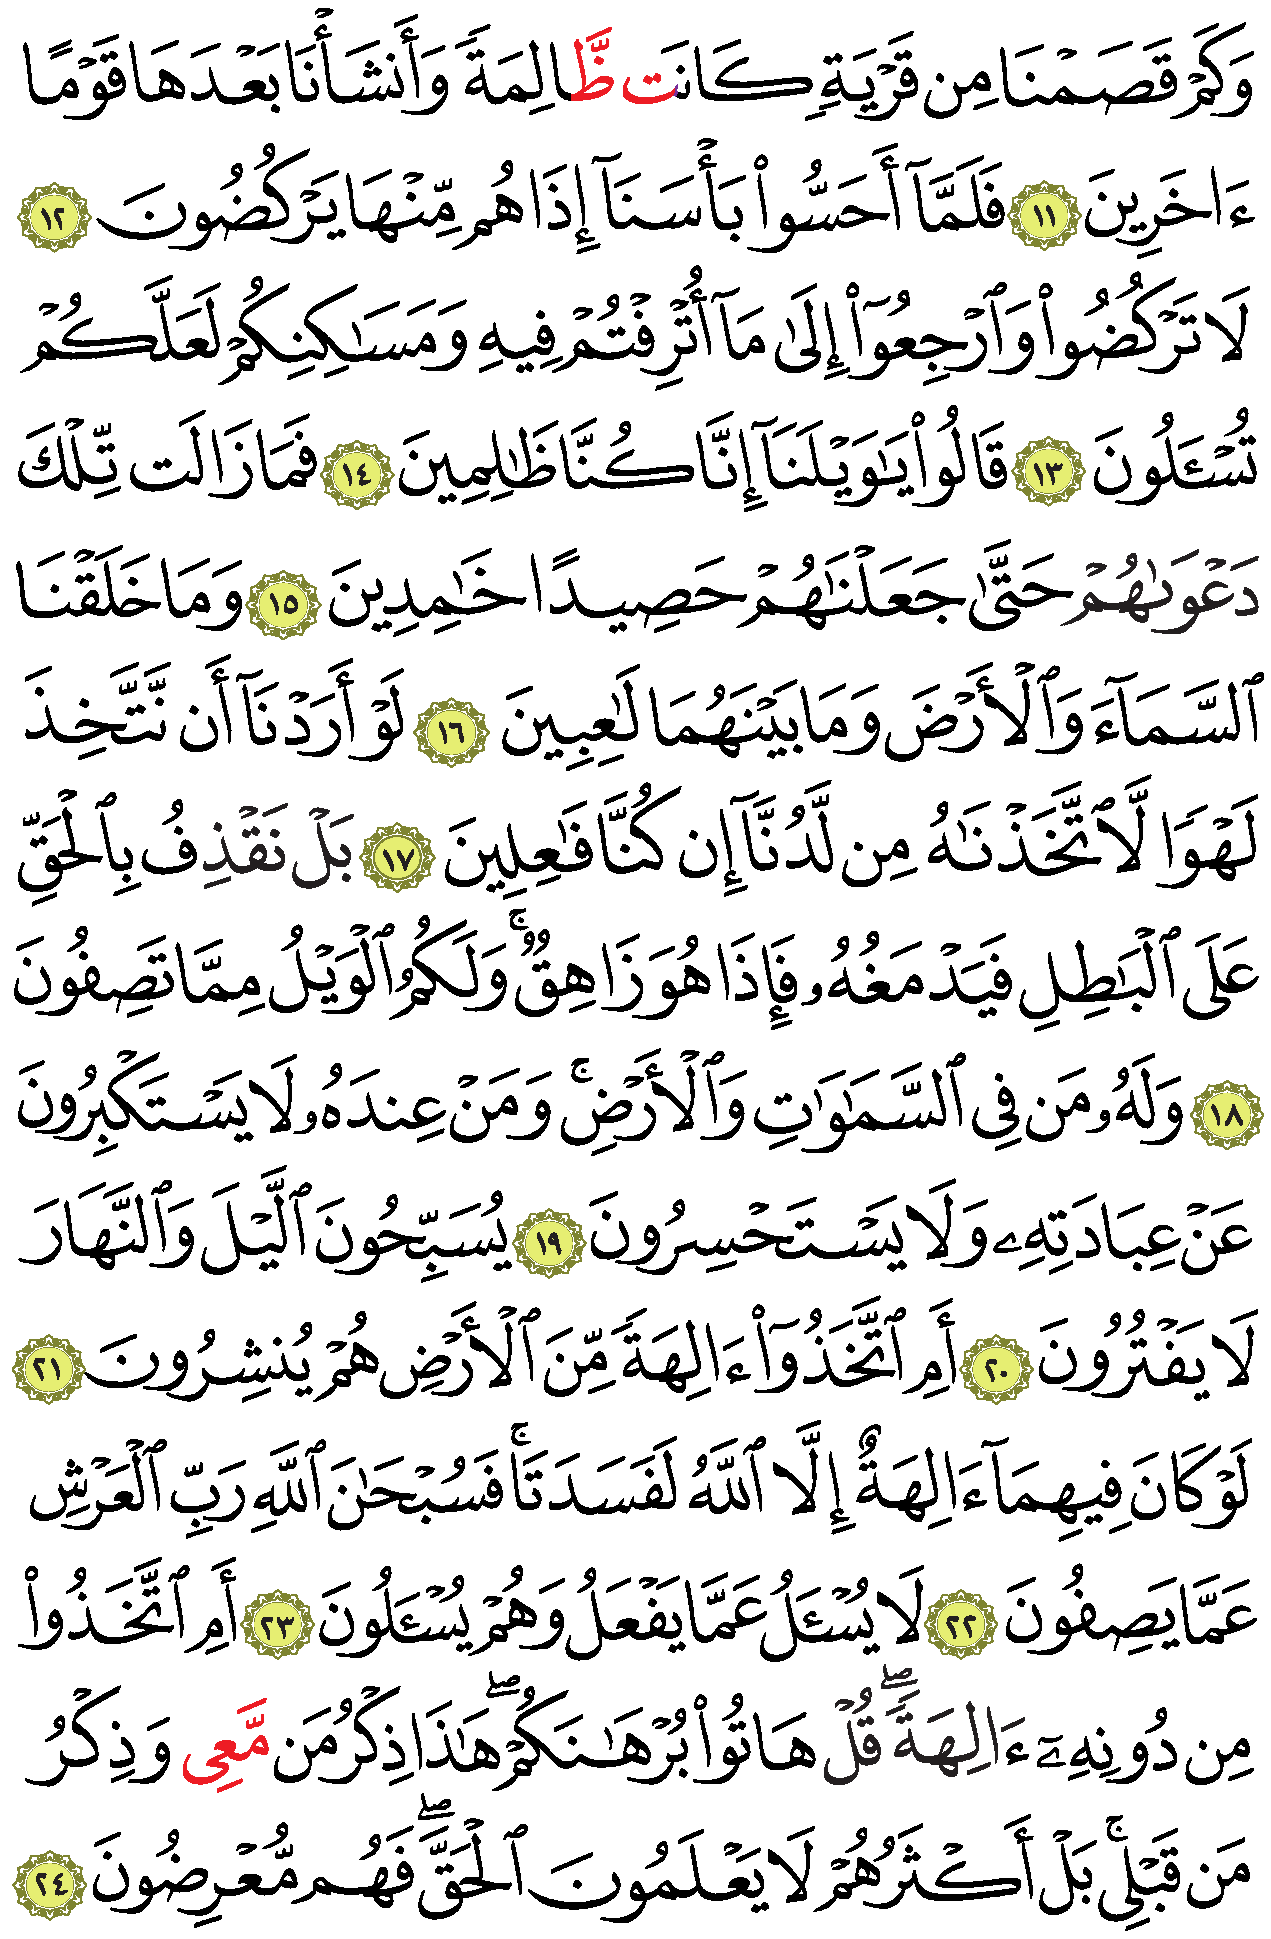 وَكَمْ قَصَمْنَا مِن قَرْيَةٍ كَانَت ظَّالِمَةً وَأَنشَأْنَا بَعْدَهَا قَوْمًا
ءَاخَرِينَ ١١ فَلَمَّآ أَحَسُّوا۟ بَأْسَنَآ إِذَا هُم مِّنْهَا يَرْكُضُونَ ١٢
لَا تَرْكُضُوا۟ وَٱرْجِعُوٓا۟ إِلَىٰ مَآ أُتْرِفْتُمْ فِيهِ وَمَسَـٰكِنِكُمْ لَعَلَّكُمْ
تُسْـَٔلُونَ ١٣ قَالُوا۟ يَـٰوَيْلَنَآ إِنَّا كُنَّا ظَـٰلِمِينَ ١٤ فَمَا زَالَت تِّلْكَ
دَعْوَىٰهُمْ حَتَّىٰ جَعَلْنَـٰهُمْ حَصِيدًا خَـٰمِدِينَ ١٥ وَمَا خَلَقْنَا
ٱلسَّمَآءَ وَٱلْأَرْضَ وَمَا بَيْنَهُمَا لَـٰعِبِينَ ١٦ لَوْ أَرَدْنَآ أَن نَّتَّخِذَ
لَهْوًا لَّٱتَّخَذْنَـٰهُ مِن لَّدُنَّآ إِن كُنَّا فَـٰعِلِينَ ١٧ بَلْ نَقْذِفُ بِٱلْحَقِّ
عَلَى ٱلْبَـٰطِلِ فَيَدْمَغُهُۥ فَإِذَا هُوَ زَاهِقٌ ۚ وَلَكُمُ ٱلْوَيْلُ مِمَّا تَصِفُونَ
١٨ وَلَهُۥ مَن فِى ٱلسَّمَـٰوَٰتِ وَٱلْأَرْضِ ۚ وَمَنْ عِندَهُۥ لَا يَسْتَكْبِرُونَ
عَنْ عِبَادَتِهِۦ وَلَا يَسْتَحْسِرُونَ ١٩ يُسَبِّحُونَ ٱلَّيْلَ وَٱلنَّهَارَ
لَا يَفْتُرُونَ ٢٠ أَمِ ٱتَّخَذُوٓا۟ ءَالِهَةً مِّنَ ٱلْأَرْضِ هُمْ يُنشِرُونَ ٢١
لَوْ كَانَ فِيهِمَآ ءَالِهَةٌ إِلَّا ٱللَّهُ لَفَسَدَتَا ۚ فَسُبْحَـٰنَ ٱللَّهِ رَبِّ ٱلْعَرْشِ
عَمَّا يَصِفُونَ ٢٢ لَا يُسْـَٔلُ عَمَّا يَفْعَلُ وَهُمْ يُسْـَٔلُونَ ٢٣ أَمِ ٱتَّخَذُوا۟
مِن دُونِهِۦٓ ءَالِهَةً ۖ قُلْ هَاتُوا۟ بُرْهَـٰنَكُمْ ۖ هَـٰذَا ذِكْرُ مَن مَّعِى وَذِكْرُ
مَن قَبْلِى ۚ بَلْ أَكْثَرُهُمْ لَا يَعْلَمُونَ ٱلْحَقَّ ۖ فَهُم مُّعْرِضُونَ ٢٤